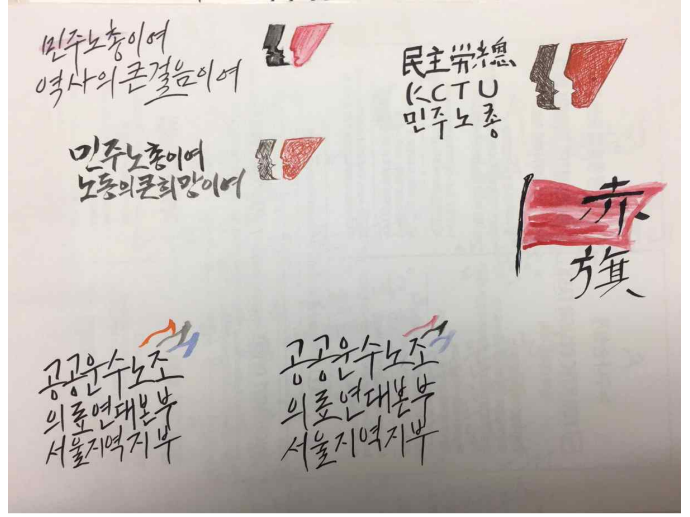 민주노총이여
역사의 큰 걸음이여
民主労総
KCTU
민주노총
민주노총이여
노동의 큰 희망이여
赤
旗
공공운수노조
의료연대본부
서울지역지부
공공운수노조
의료연대본부
서울지역지부